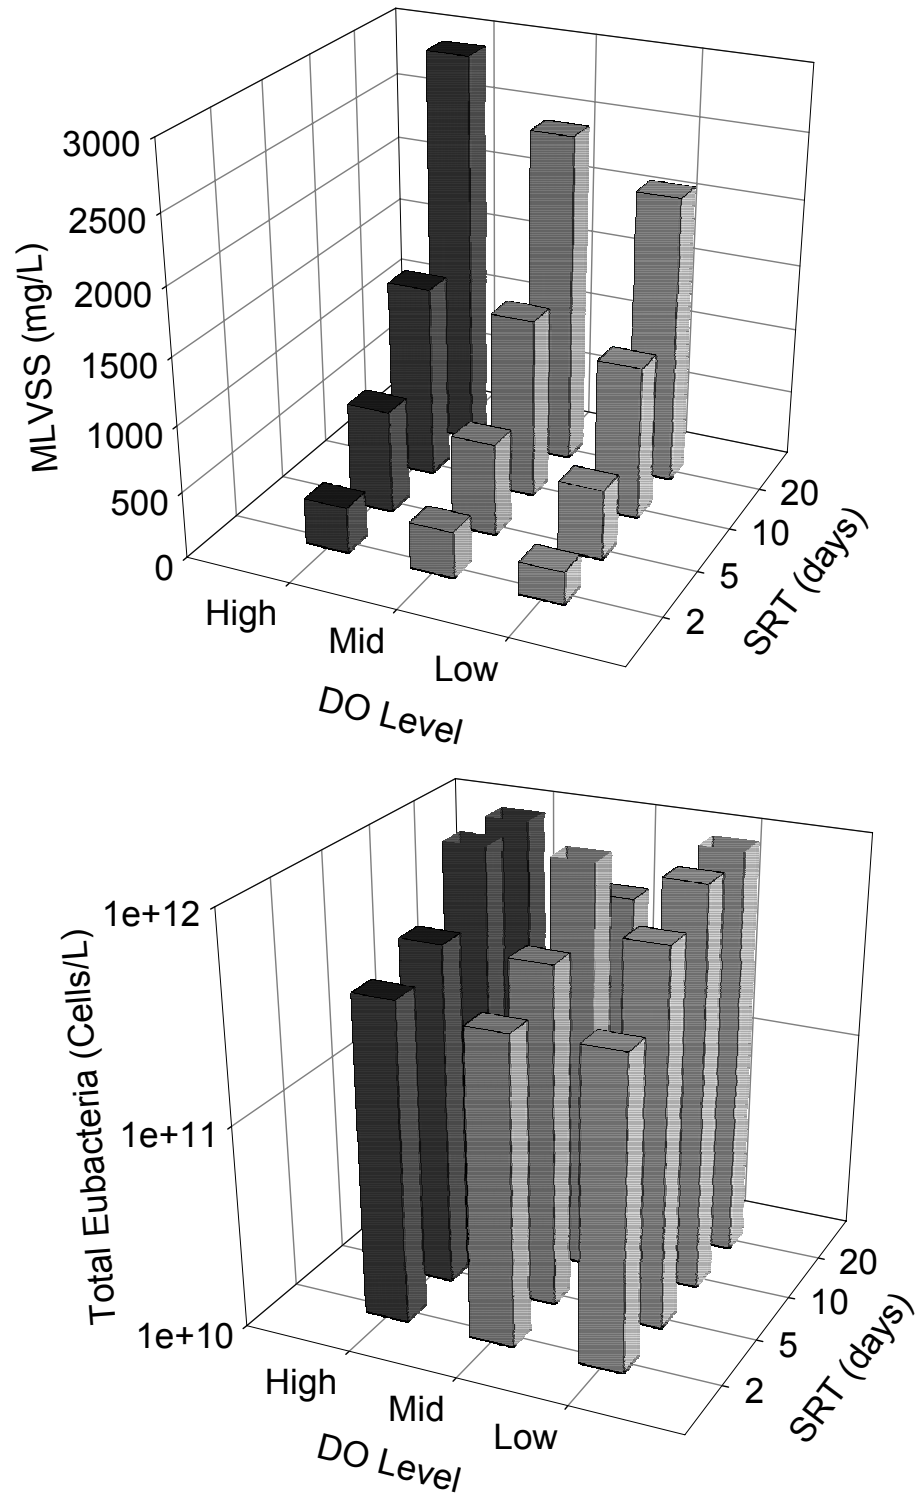 3000
2500
2000
1500
1000
500
0
MLVSS (mg/L)
High
Mid
Low
DO Level
20
10
5
2
SRT (days)
1e+12
1e+11
1e+10
Total Eubacteria (Cells/L)
High
Mid
Low
DO Level
20
10
5
2
SRT (days)